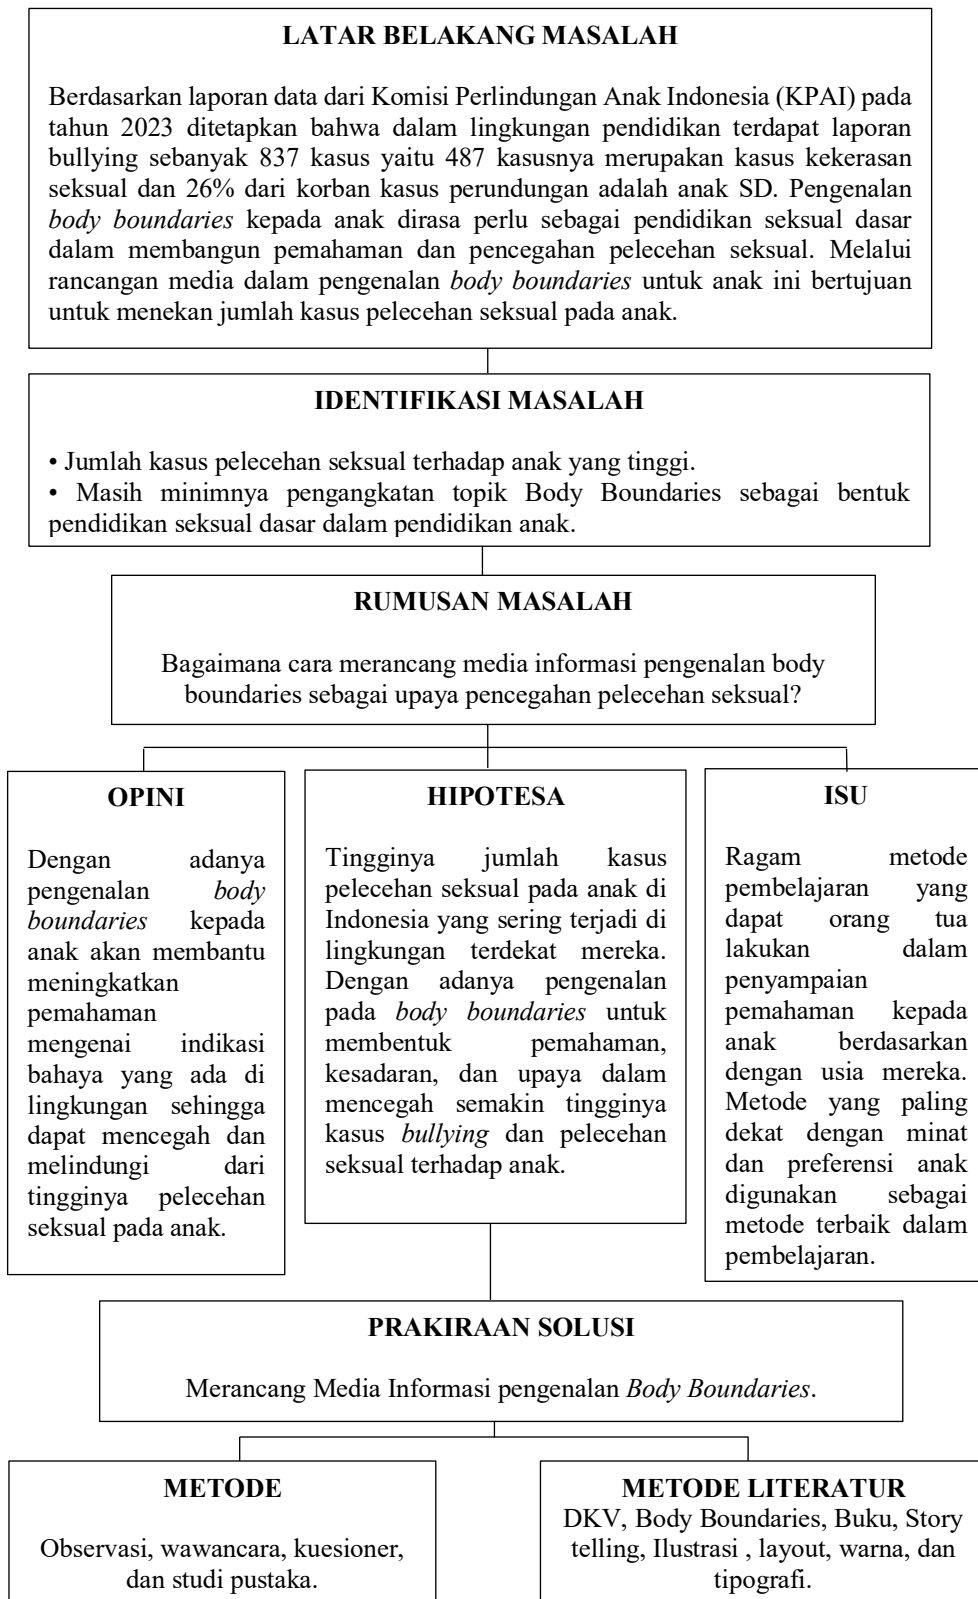 LATAR BELAKANG MASALAH
Berdasarkan laporan data dari Komisi Perlindungan Anak Indonesia (KPAI) pada
tahun 2023 ditetapkan bahwa dalam lingkungan pendidikan terdapat laporan
bullying sebanyak 837 kasus yaitu 487 kasusnya merupakan kasus kekerasan
seksual dan 26% dari korban kasus perundungan adalah anak SD. Pengenalan
body boundaries kepada anak dirasa perlu sebagai pendidikan seksual dasar
dalam membangun pemahaman dan pencegahan pelecehan seksual. Melalui
rancangan media dalam pengenalan body boundaries untuk anak ini bertujuan
untuk menekan jumlah kasus pelecehan seksual pada anak.
IDENTIFIKASI MASALAH
• Jumlah kasus pelecehan seksual terhadap anak yang tinggi.
• Masih minimnya pengangkatan topik Body Boundaries sebagai bentuk
pendidikan seksual dasar dalam pendidikan anak.
RUMUSAN MASALAH
Bagaimana cara merancang media informasi pengenalan body
boundaries sebagai upaya pencegahan pelecehan seksual?
OPINI
Dengan adanya
pengenalan body
boundaries kepada
anak akan membantu
meningkatkan
pemahaman
mengenai indikasi
bahaya yang ada di
lingkungan sehingga
dapat mencegah dan
melindungi dari
tingginya pelecehan
seksual pada anak.
HIPOTESA
Tingginya jumlah kasus
pelecehan seksual pada anak di
Indonesia yang sering terjadi di
lingkungan terdekat mereka.
Dengan adanya pengenalan
pada body boundaries untuk
membentuk pemahaman,
kesadaran, dan upaya dalam
mencegah semakin tingginya
kasus bullying dan pelecehan
seksual terhadap anak.
ISU
Ragam metode
pembelajaran yang
dapat orang tua
lakukan dalam
penyampaian
pemahaman kepada
anak berdasarkan
dengan usia mereka.
Metode yang paling
dekat dengan minat
dan preferensi anak
digunakan sebagai
metode terbaik dalam
pembelajaran.
PRAKIRAAN SOLUSI
Merancang Media Informasi pengenalan Body Boundaries.
METODE
Observasi, wawancara, kuesioner,
dan studi pustaka.
METODE LITERATUR
DKV, Body Boundaries, Buku, Story
telling, Ilustrasi , layout, warna, dan
tipografi.